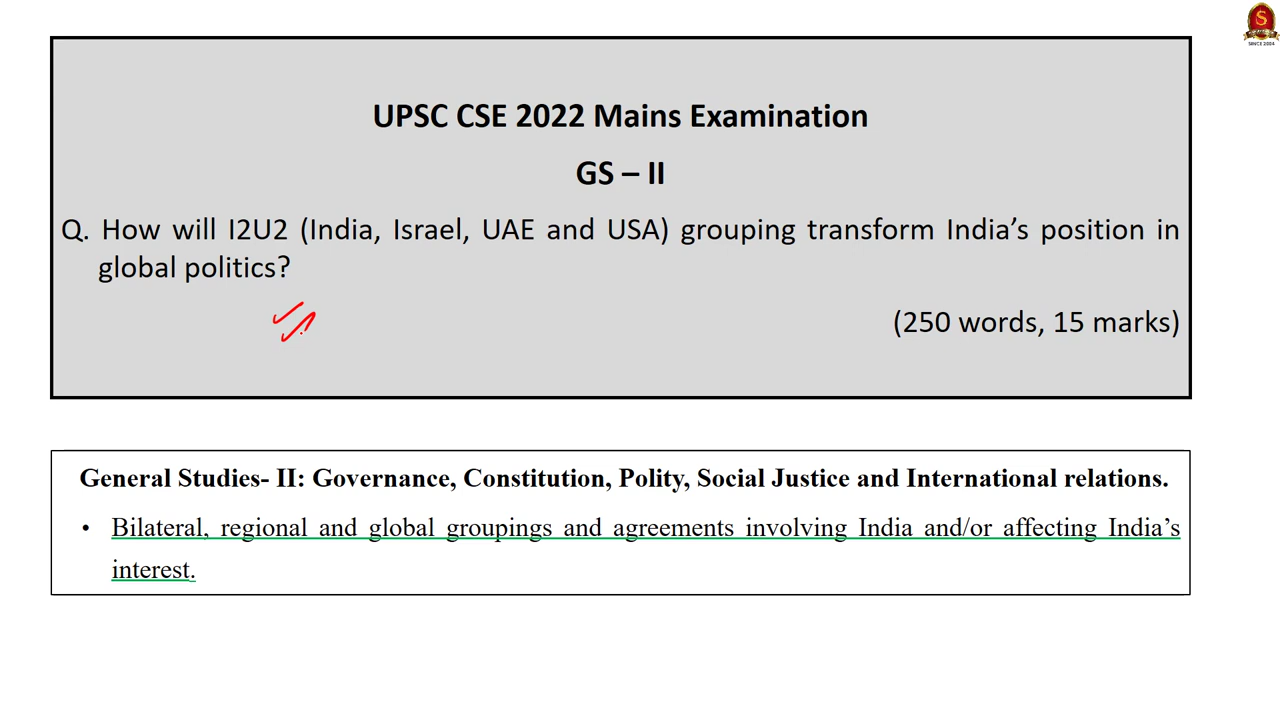 S
SINCE 2004
UPSC CSE 2022 Mains Examination
GS – II
Q. How will I2U2 (India, Israel, UAE and USA) grouping transform India’s position in
global politics?
(250 words, 15 marks)
General Studies- II: Governance, Constitution, Polity, Social Justice and International relations.
• Bilateral, regional and global groupings and agreements involving India and/or affecting India’s
interest.